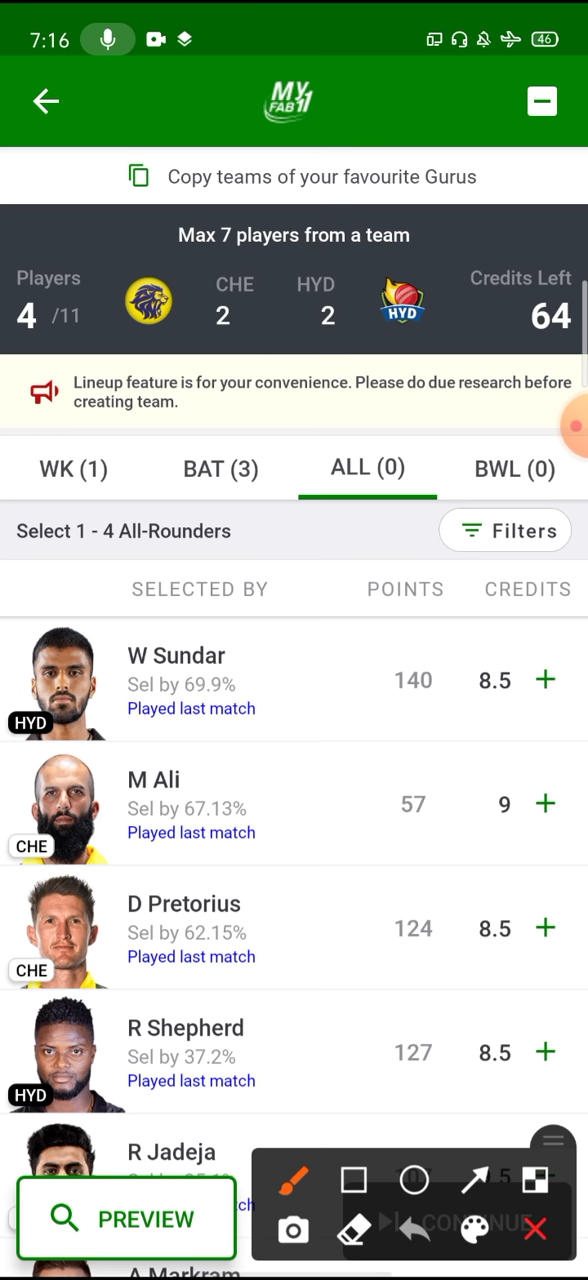 7:16
46
MY
FAB11
Copy teams of your favourite Gurus
Max 7 players from a team
Players
4 /11
CHE
2
HYD
2
HYD
Credits Left
64
Lineup feature is for your convenience. Please do due research before
creating team.
WK (1) BAT (3) ALL (0) BWL (0)
Select 1 - 4 All-Rounders
Filters
SELECTED BY POINTS CREDITS
W Sundar
Sel by 69.9%
Played last match
HYD
140 8.5 +
M Ali
Sel by 67.13%
Played last match
CHE
57 9 +
D Pretorius
Sel by 62.15%
Played last match
CHE
124 8.5 +
R Shepherd
Sel by 37.2%
Played last match
HYD
127 8.5 +
R Jadeja
PREVIEW
CONTINUE
A Markram